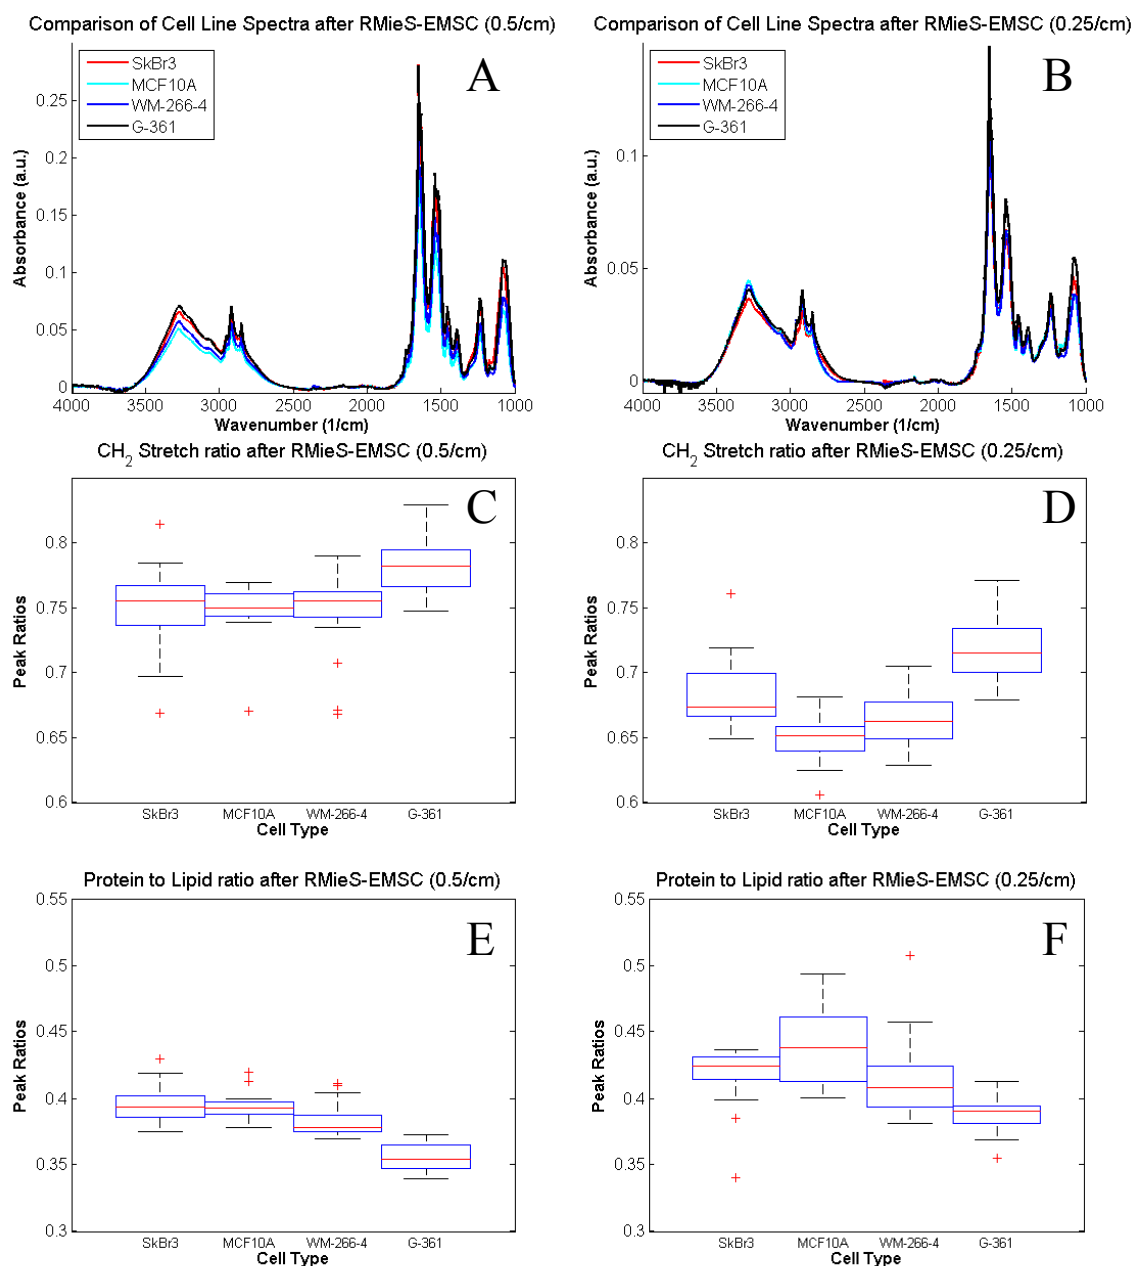 Comparison of Cell Line Spectra after RMieS-EMSC (0.5/cm)
A
SkBr3
MCF10A
WM-266-4
G-361
Absorbance (a.u.)
0.25
0.2
0.15
0.1
0.05
0
4000 3500 3000 2500 2000 1500 1000
Wavenumber (1/cm)
Comparison of Cell Line Spectra after RMieS-EMSC (0.25/cm)
B
SkBr3
MCF10A
WM-266-4
G-361
Absorbance (a.u.)
0.1
0.05
0
4000 3500 3000 2500 2000 1500 1000
Wavenumber (1/cm)
CH2 Stretch ratio after RMieS-EMSC (0.5/cm)
C
Peak Ratios
0.8
0.75
0.7
0.65
0.6
SkBr3 MCF10A WM-266-4 G-361
Cell Type
CH2 Stretch ratio after RMieS-EMSC (0.25/cm)
D
Peak Ratios
0.8
0.75
0.7
0.65
0.6
SkBr3 MCF10A WM-266-4 G-361
Cell Type
Protein to Lipid ratio after RMieS-EMSC (0.5/cm)
E
Peak Ratios
0.55
0.5
0.45
0.4
0.35
0.3
SkBr3 MCF10A WM-266-4 G-361
Cell Type
Protein to Lipid ratio after RMieS-EMSC (0.25/cm)
F
Peak Ratios
0.55
0.5
0.45
0.4
0.35
0.3
SkBr3 MCF10A WM-266-4 G-361
Cell Type